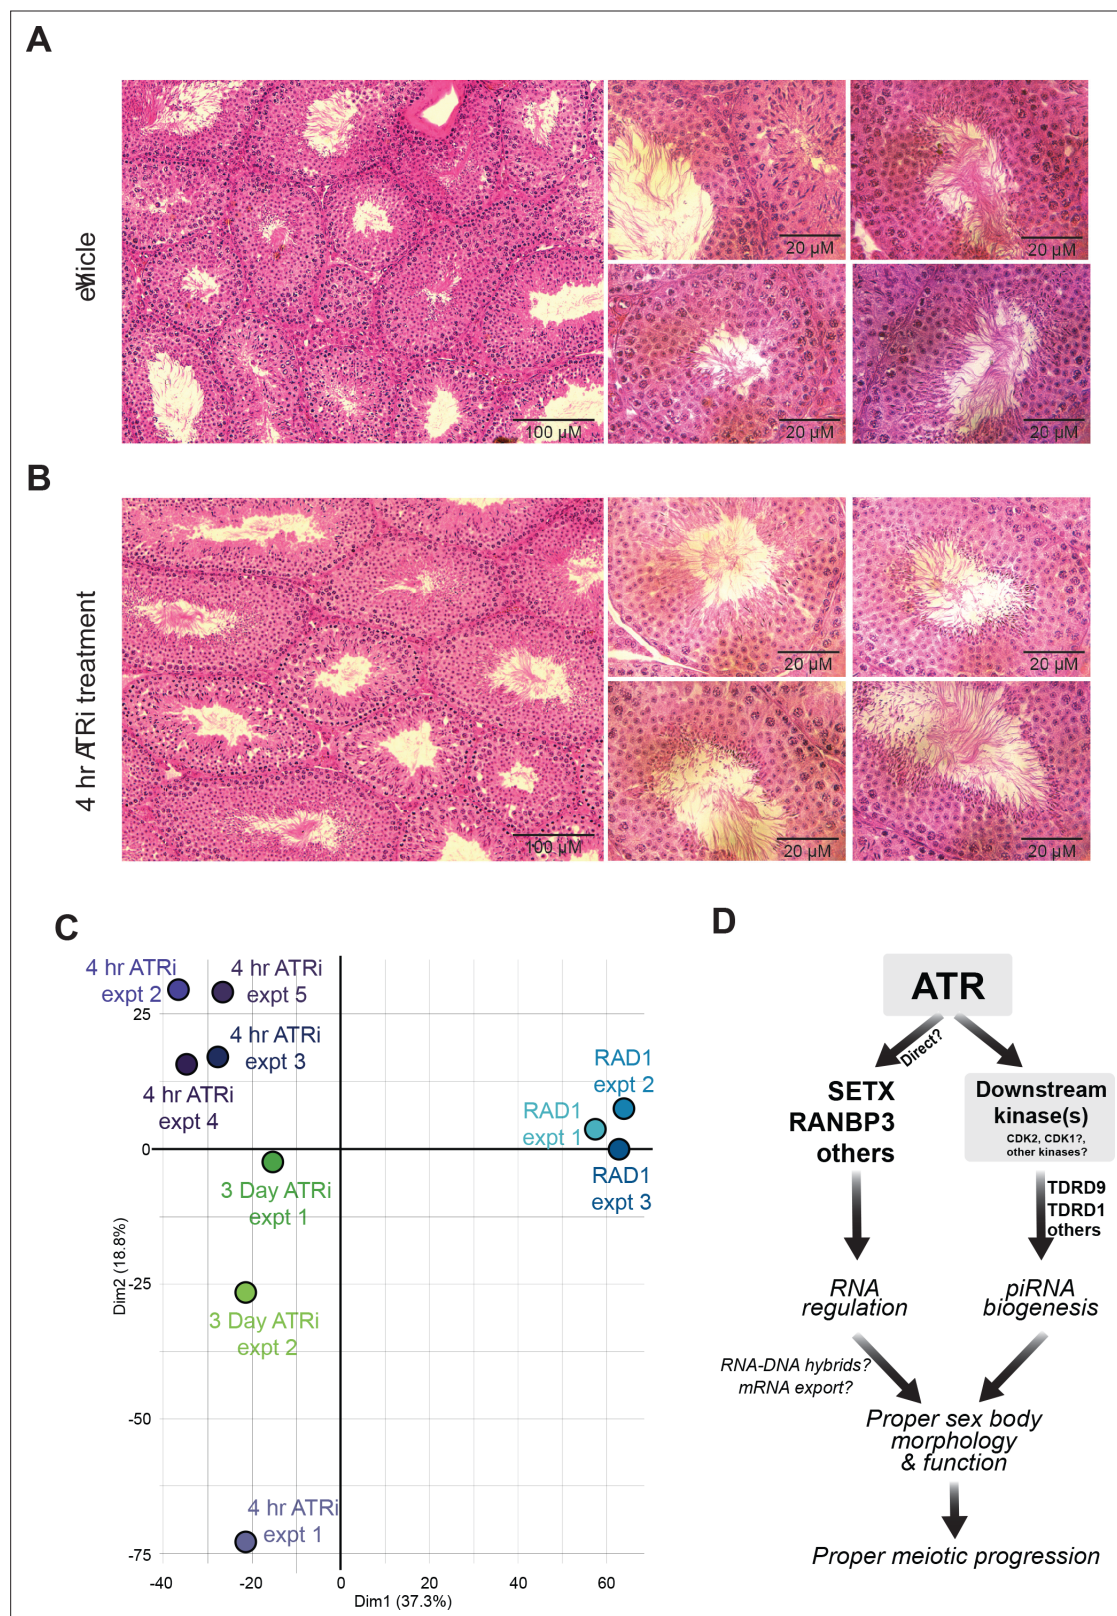 A
Vehicle
100 µM
20 µM
20 µM
20 µM
20 µM
B
4 hr ATRi treatment
100 µM
20 µM
20 µM
20 µM
20 µM
C
4 hr ATRi
expt 2
4 hr ATRi
expt 5
4 hr ATRi
expt 3
4 hr ATRi
expt 4
RAD1
expt 2
RAD1
expt 1
RAD1
expt 3
3 Day ATRi
expt 1
3 Day ATRi
expt 2
4 hr ATRi
expt 1
25
0
-25
-50
-75
Dim2 (18.8%)
-40
-20
0
20
40
60
Dim1 (37.3%)
D
ATR
Direct?
SETX
RANBP3
others
Downstream
kinase(s)
CDK2, CDK1?,
other kinases?
TDRD9
TDRD1
others
RNA
regulation
piRNA
biogenesis
RNA-DNA hybrids?
mRNA export?
Proper sex body
morphology
& function
Proper meiotic progression